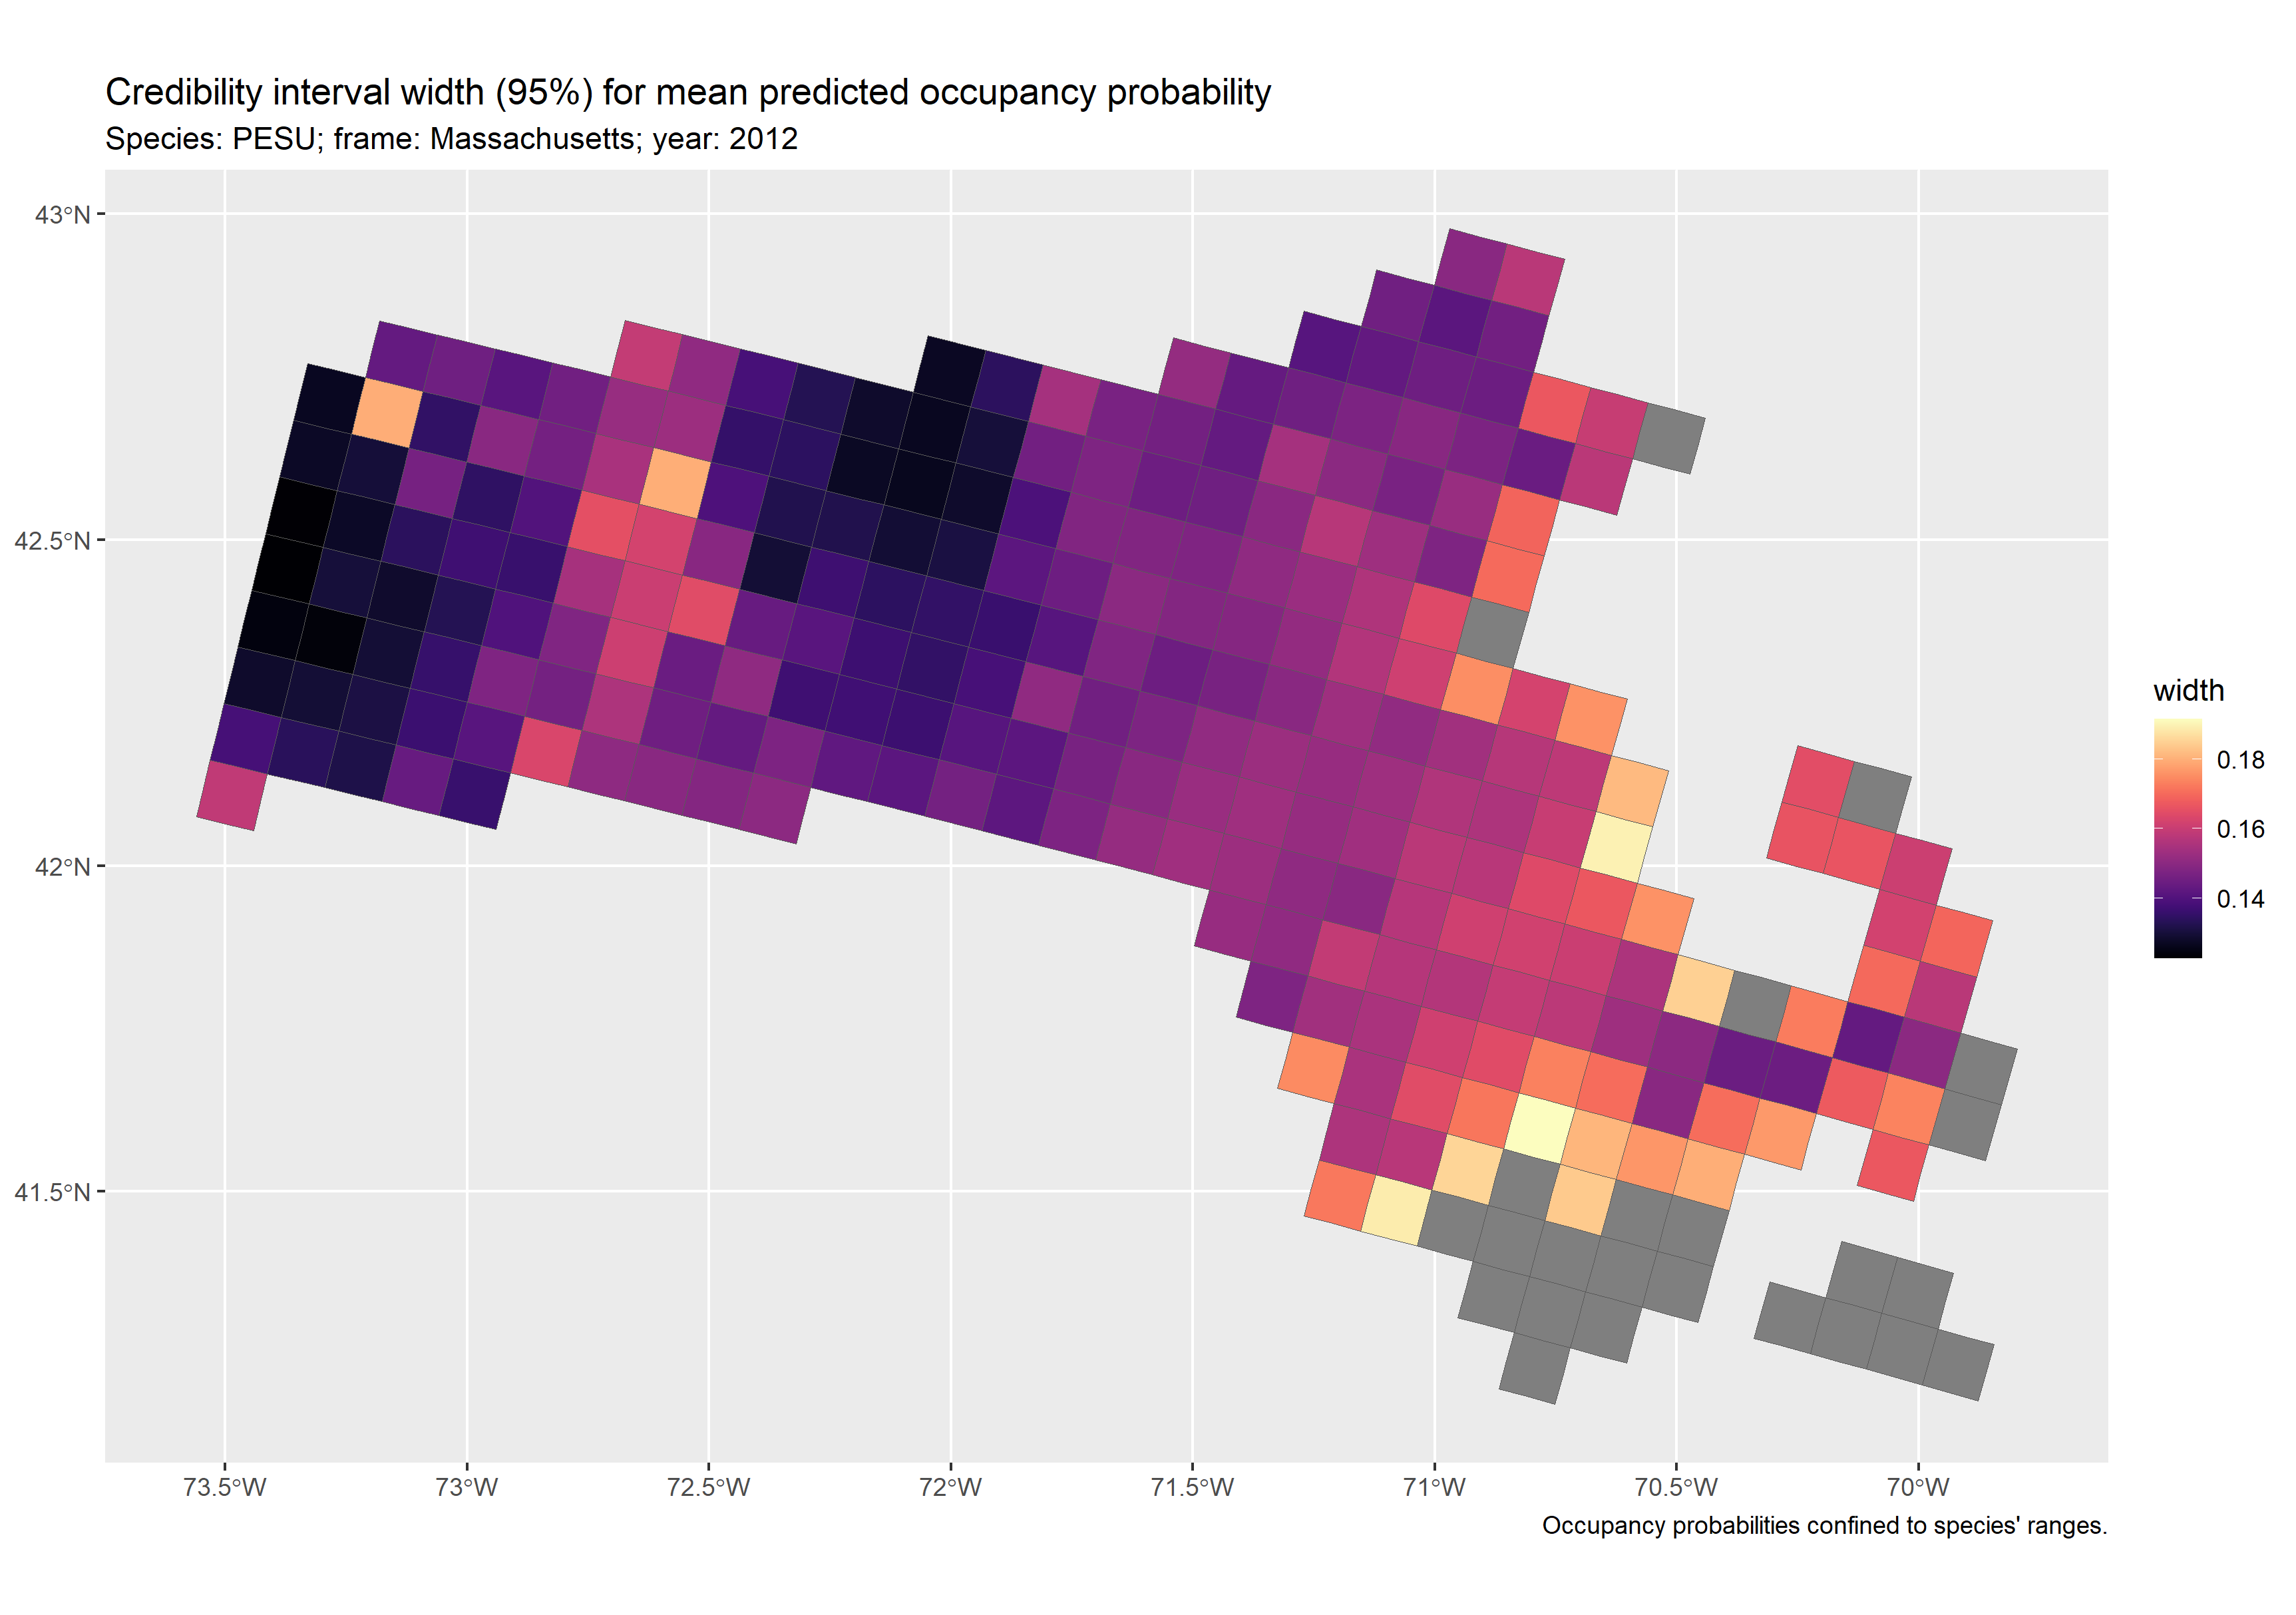 Credibility interval width (95%) for mean predicted occupancy probability
Species: PESU; frame: Massachusetts; year: 2012
43°N
42.5°N
42°N
41.5°N
73.5°W
73°W
72.5°W
72°W
71.5°W
71°W
70.5°W
70°W
width
0.18
0.16
0.14
Occupancy probabilities confined to species' ranges.